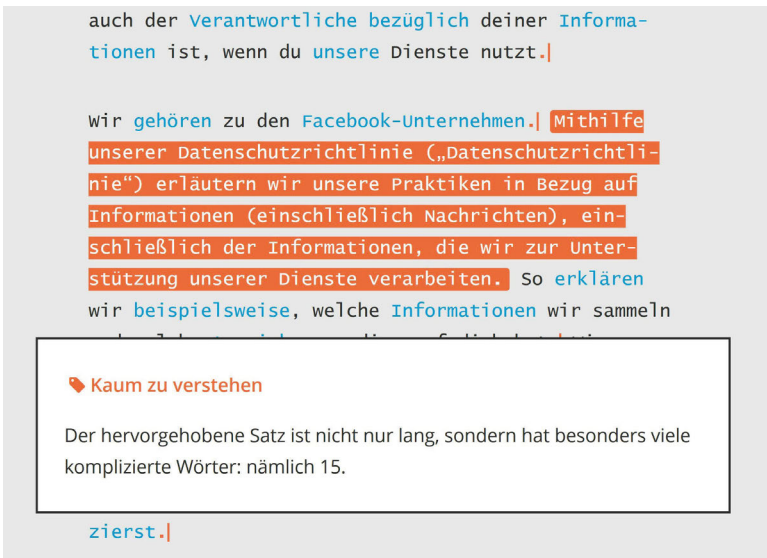 auch der Verantwortliche bezüglich deiner Informa-
tionen ist, wenn du unsere Dienste nutzt.
Wir gehören zu den Facebook-Unternehmen. Mithilfe
unserer Datenschutzrichtlinie („Datenschutzrichtli-
nie“) erläutern wir unsere Praktiken in Bezug auf
Informationen (einschließlich Nachrichten), ein-
schließlich der Informationen, die wir zur Unter-
stützung unserer Dienste verarbeiten. So erklären
wir beispielsweise, welche Informationen wir sammeln
Kaum zu verstehen
Der hervorgehobene Satz ist nicht nur lang, sondern hat besonders viele
komplizierte Wörter: nämlich 15.
zierst.